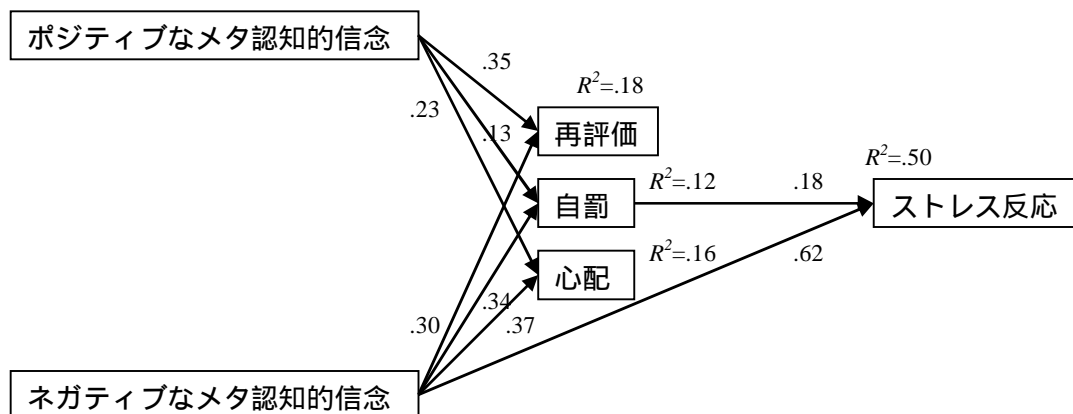 ポジティブなメタ認知的信念
.35
R²=.18
.23
.13
再評価
R²=.50
R²=.12
.18
自罰
ストレス反応
R²=.16
.62
心配
.34
.30
.37
ネガティブなメタ認知的信念